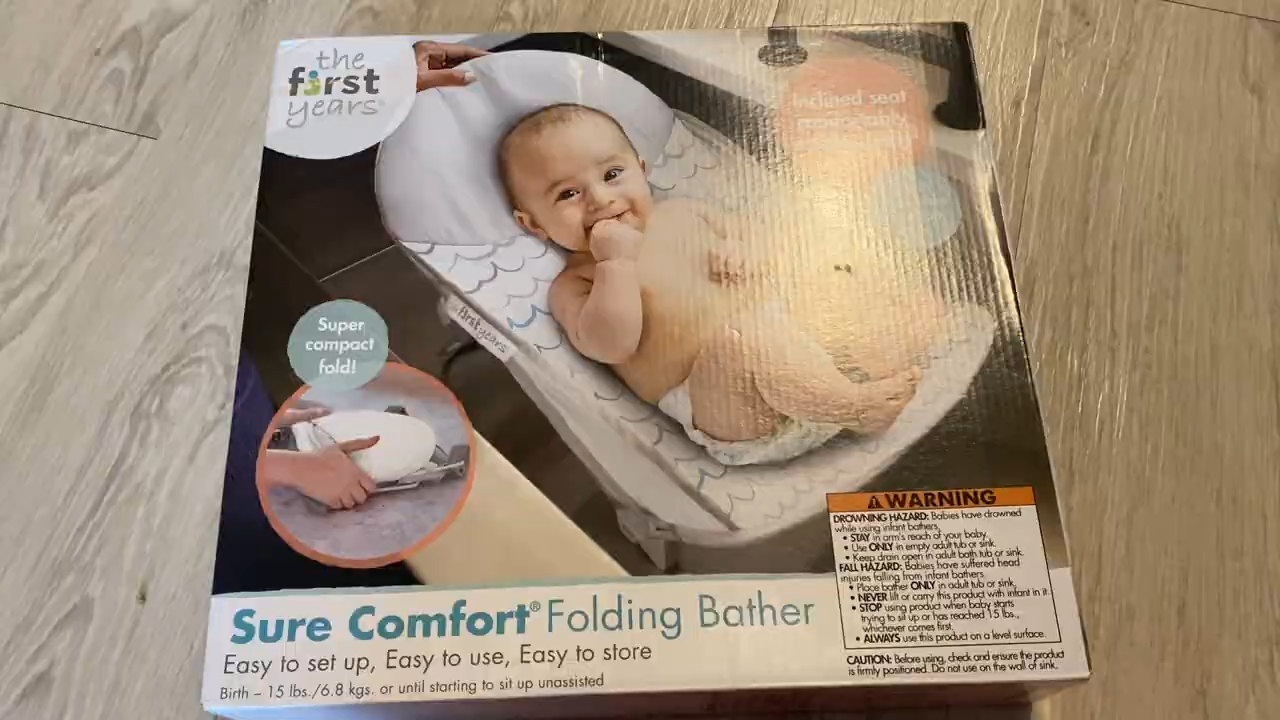 the
first
years
Inclined seat
Super
compact
fold!
first years
WARNING
DROWNING HAZARD: Babies have drowned
while using infant bathers.
• STAY in arm's reach of your baby.
• Use ONLY in empty adult tub or sink.
• Keep drain open in adult bath tub or sink.
FALL HAZARD: Babies have suffered head
injuries falling from infant bathers.
• Place bather ONLY in adult tub or sink.
• NEVER lift or carry this product with infant in it.
• STOP using product when baby starts
trying to sit up or has reached 15 lbs.,
whichever comes first.
• ALWAYS use this product on a level surface.
CAUTION: Before using, check and ensure the product
is firmly positioned. Do not use on the wall of sink.
Sure Comfort® Folding Bather
Easy to set up, Easy to use, Easy to store
Birth – 15 lbs./6.8 kgs. or until starting to sit up unassisted